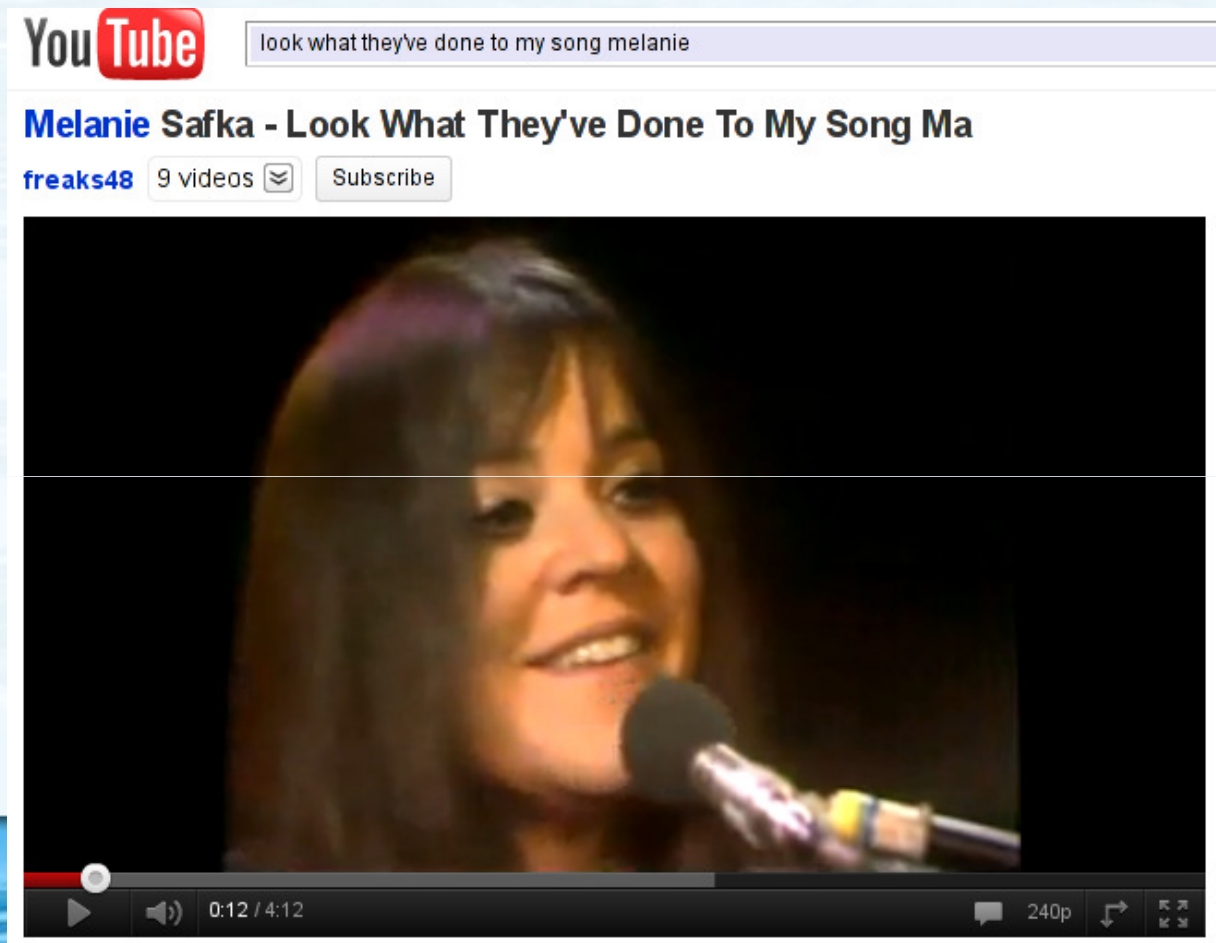 YouTube
look what they've done to my song melanie
Melanie Safka - Look What They've Done To My Song Ma
freaks48 9 videos Subscribe
0:12 / 4:12 240p